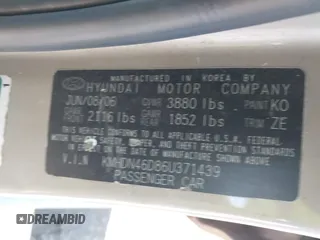 MANUFACTURED IN KOREA BY
HYUNDAI MOTOR COMPANY
JUN/08/06 GVWR 3880 lbs PAINT KO
GAWR FRONT 2116 lbs GAWR REAR 1852 lbs TRIM ZE
THIS VEHICLE CONFORMS TO ALL APPLICABLE U.S.A. FEDERAL
MOTOR VEHICLE SAFETY, BUMPER, AND THEFT PREVENTION
STANDARDS IN EFFECT ON THE DATE OF MANUFACTURE
SHOWN ABOVE.
V.I.N KMHDN46D86U371439
PASSENGER CAR